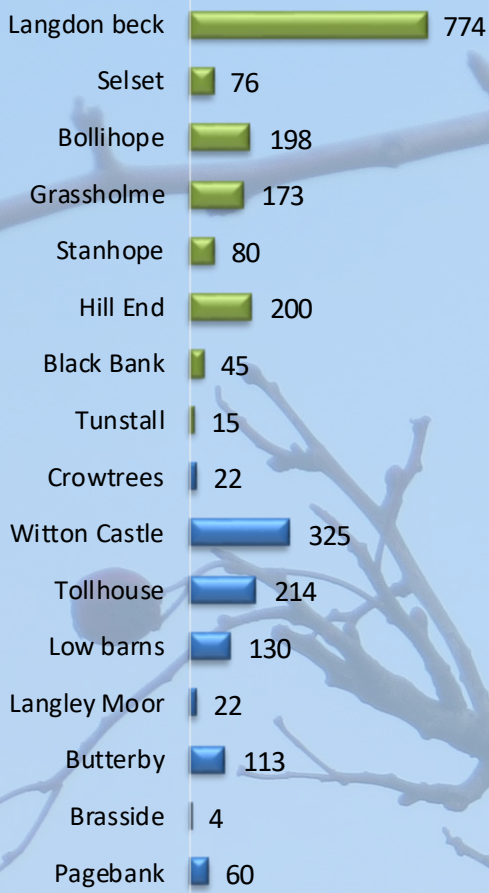 Langdon beck 774
Selset 76
Bollihope 198
Grassholme 173
Stanhope 80
Hill End 200
Black Bank 45
Tunstall 15
Crowtrees 22
Witton Castle 325
Tollhouse 214
Low barns 130
Langley Moor 22
Butterby 113
Brasside 4
Pagebank 60